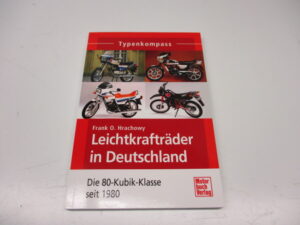 Typenkompass
Frank O. Hrachowy
Leichtkrafträder
in Deutschland
Die 80-Kubik-Klasse
seit 1980
Motor
buch
Verlag